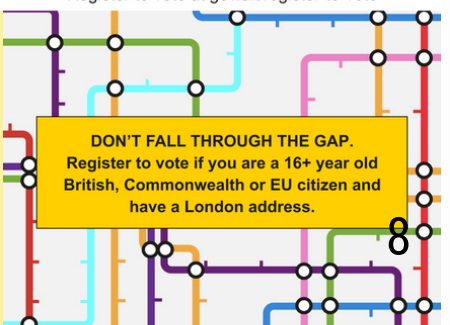 DON'T FALL THROUGH THE GAP.
Register to vote if you are a 16+ year old
British, Commonwealth or EU citizen and
have a London address.
8